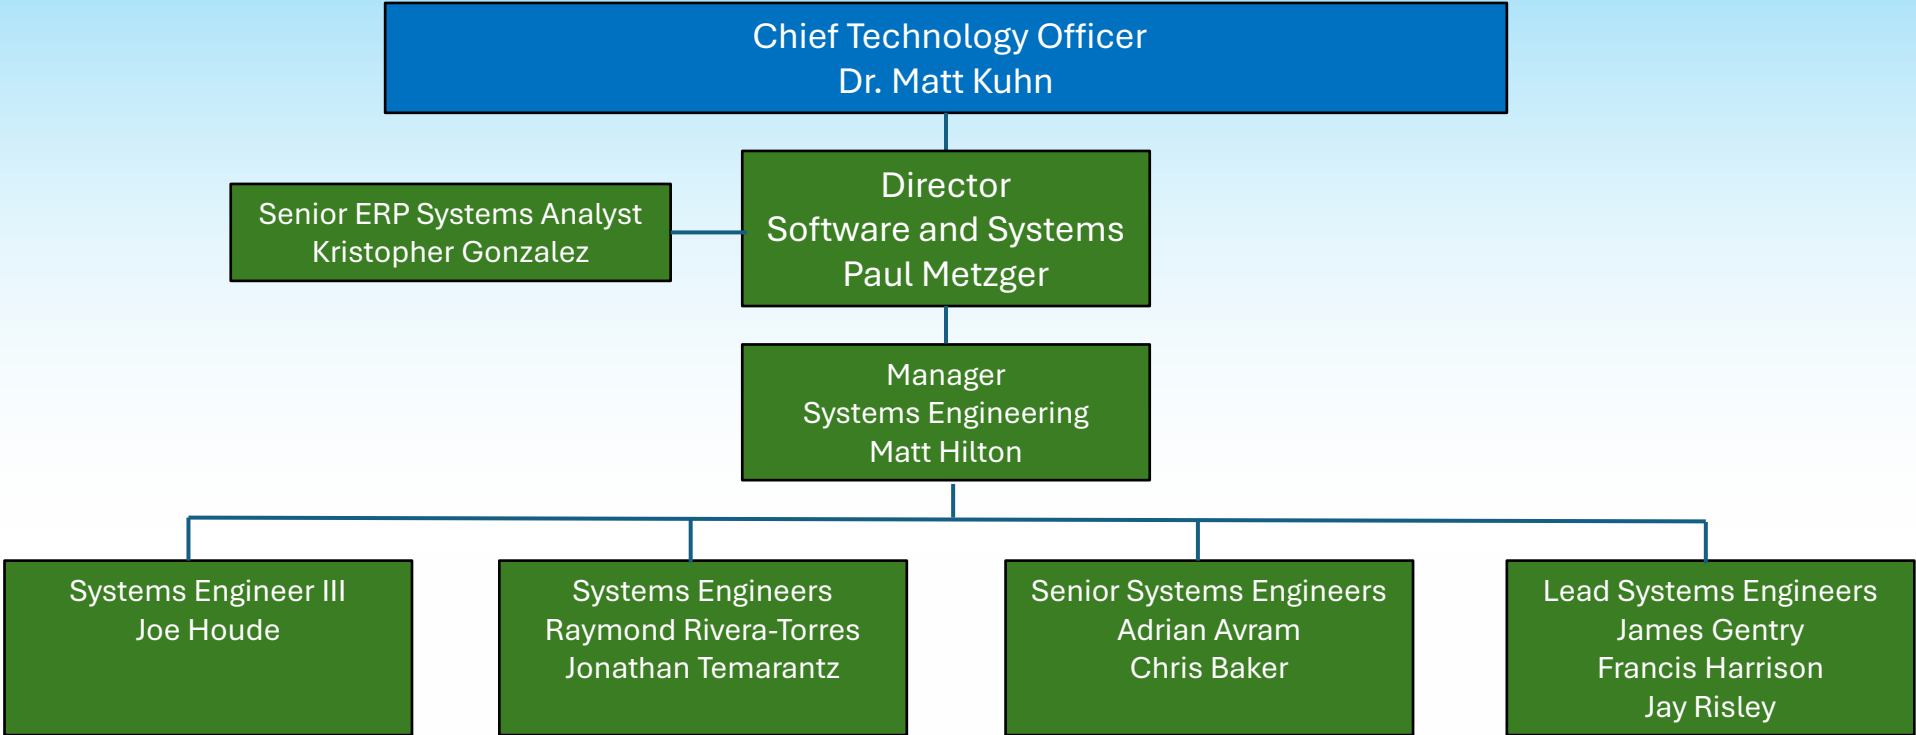 Chief Technology Officer
Dr. Matt Kuhn
Director
Software and Systems
Paul Metzger
Senior ERP Systems Analyst
Kristopher Gonzalez
Manager
Systems Engineering
Matt Hilton
Systems Engineer III
Joe Houde
Systems Engineers
Raymond Rivera-Torres
Jonathan Temarantz
Senior Systems Engineers
Adrian Avram
Chris Baker
Lead Systems Engineers
James Gentry
Francis Harrison
Jay Risley